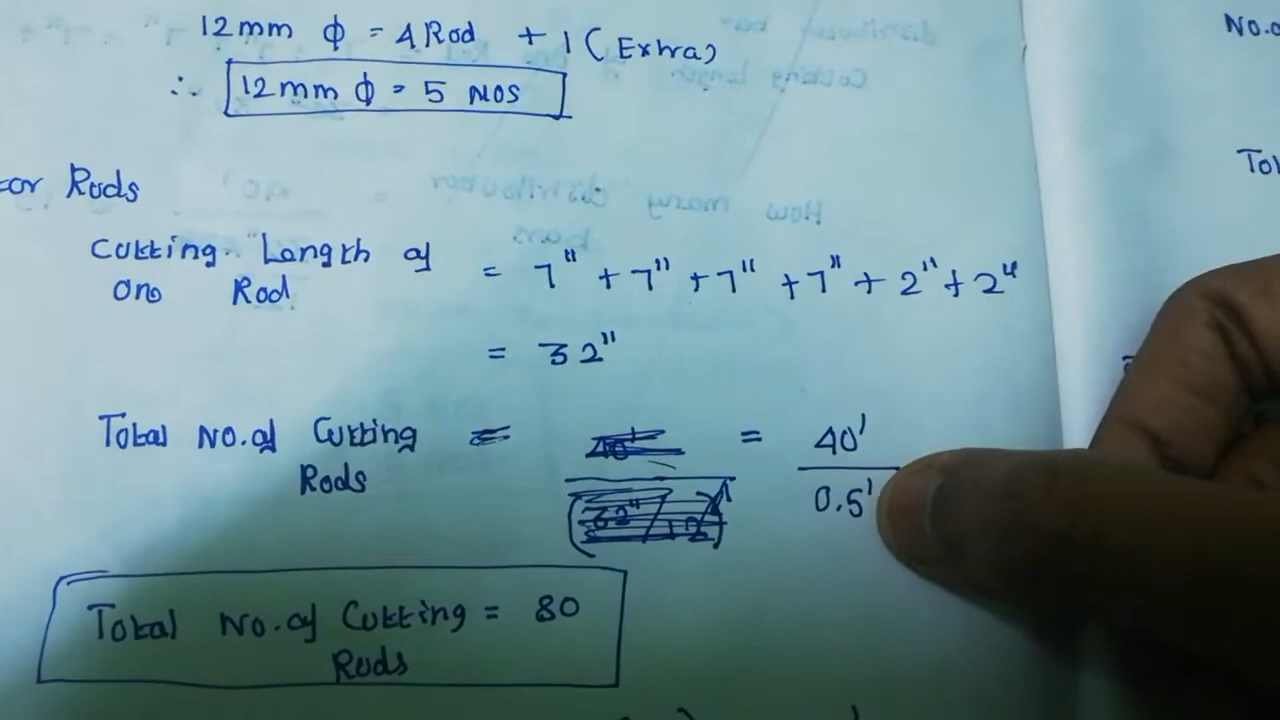 12mm ϕ = 4 Rod + 1 (Extra)
∴ 12mm ϕ = 5 NOS
or Rods
Cutting Length of = 7" + 7" + 7" + 7" + 2" + 2"
One Rod
= 32"
Total No. of Cutting = = 40' / 0.5'
Rods
Total No. of Cutting = 80
Rods
No.